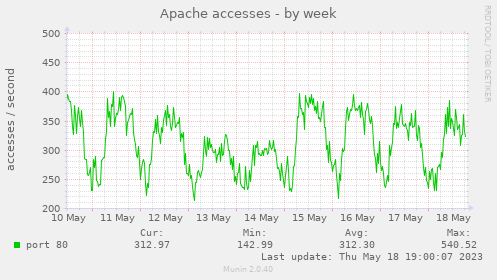 Apache accesses - by week
RRDTOOL / TOBI OETIKER
accesses / second
500
450
400
350
300
250
200
10 May 11 May 12 May 13 May 14 May 15 May 16 May 17 May 18 May
Cur: Min: Avg: Max:
port 80 312.97 142.99 312.30 540.52
Last update: Thu May 18 19:00:07 2023
Munin 2.0.40